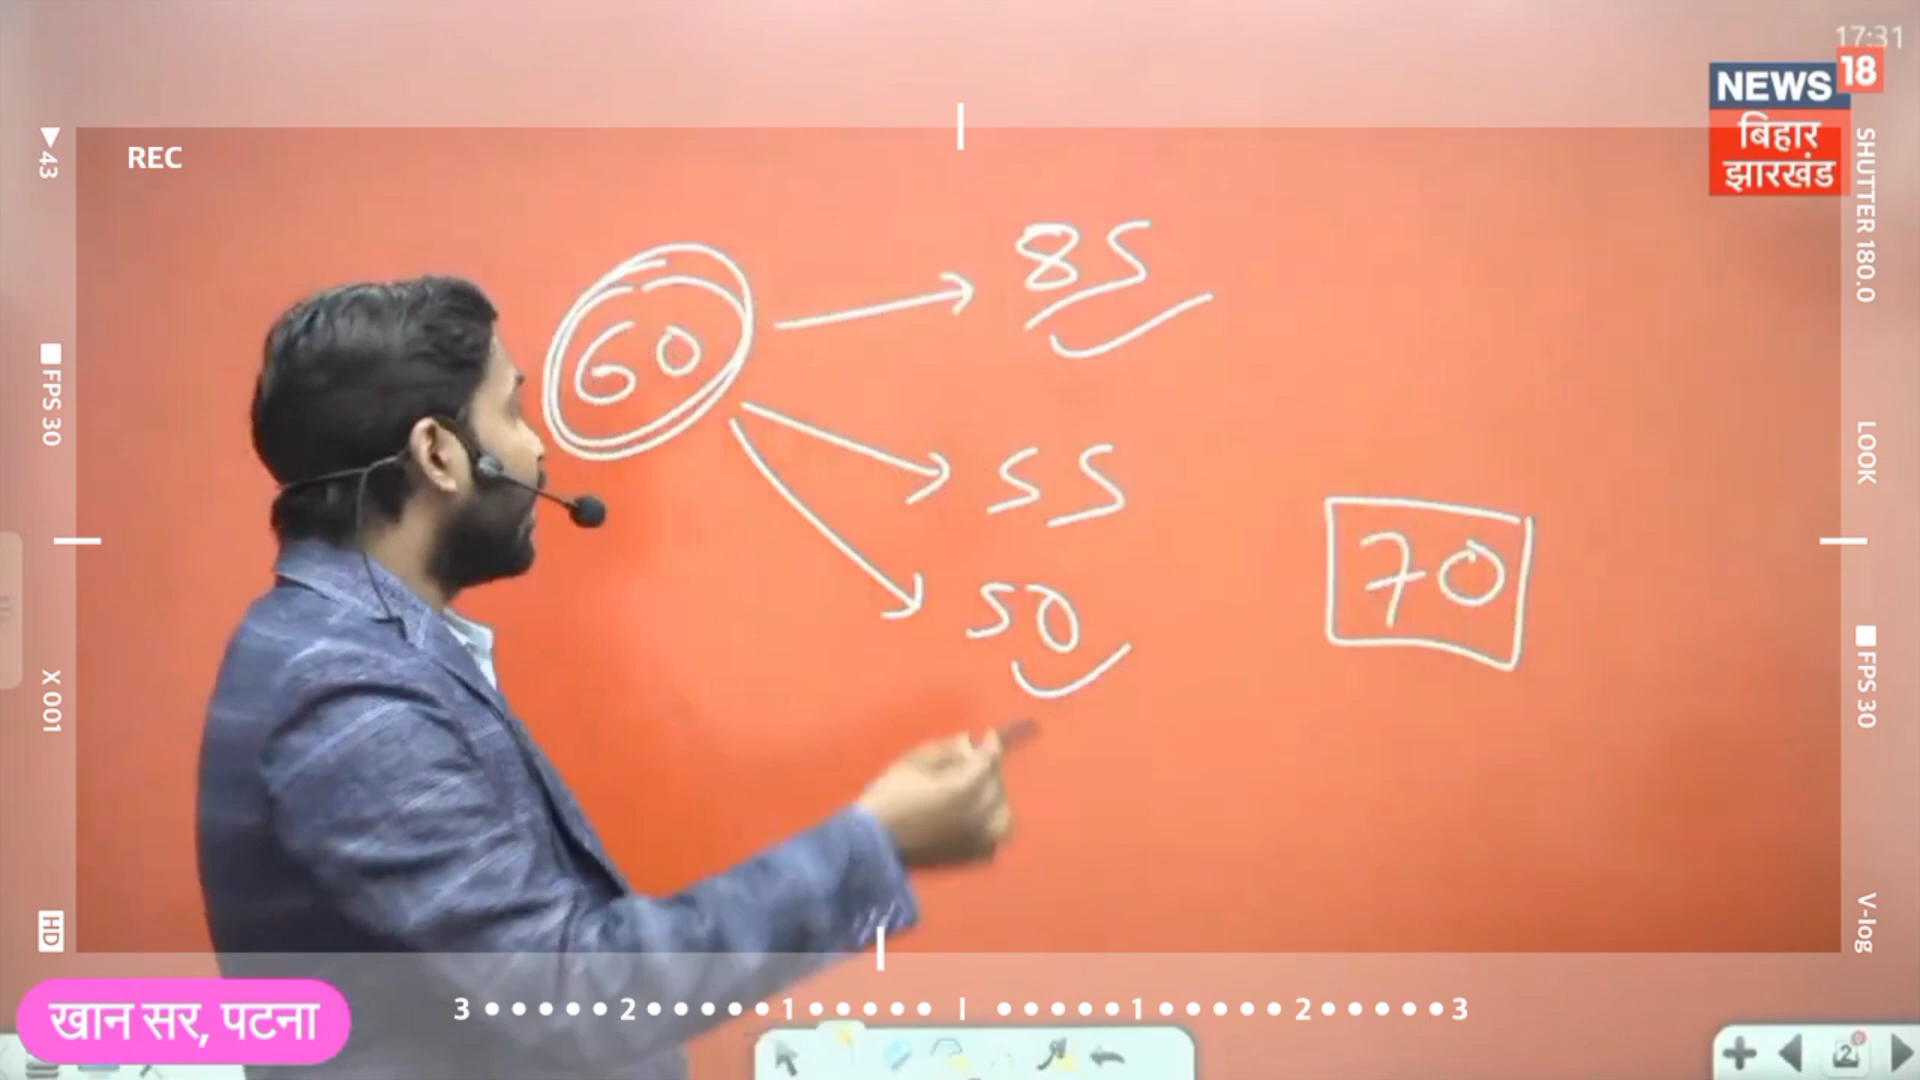 17:31
NEWS 18
बिहार
झारखंड
REC
43
FPS 30
X 001
HD
SHUTTER 180.0
LOOK
FPS 30
V-log
60
85
55
50
70
खान सर, पटना
3 2 1 1 2 3
2